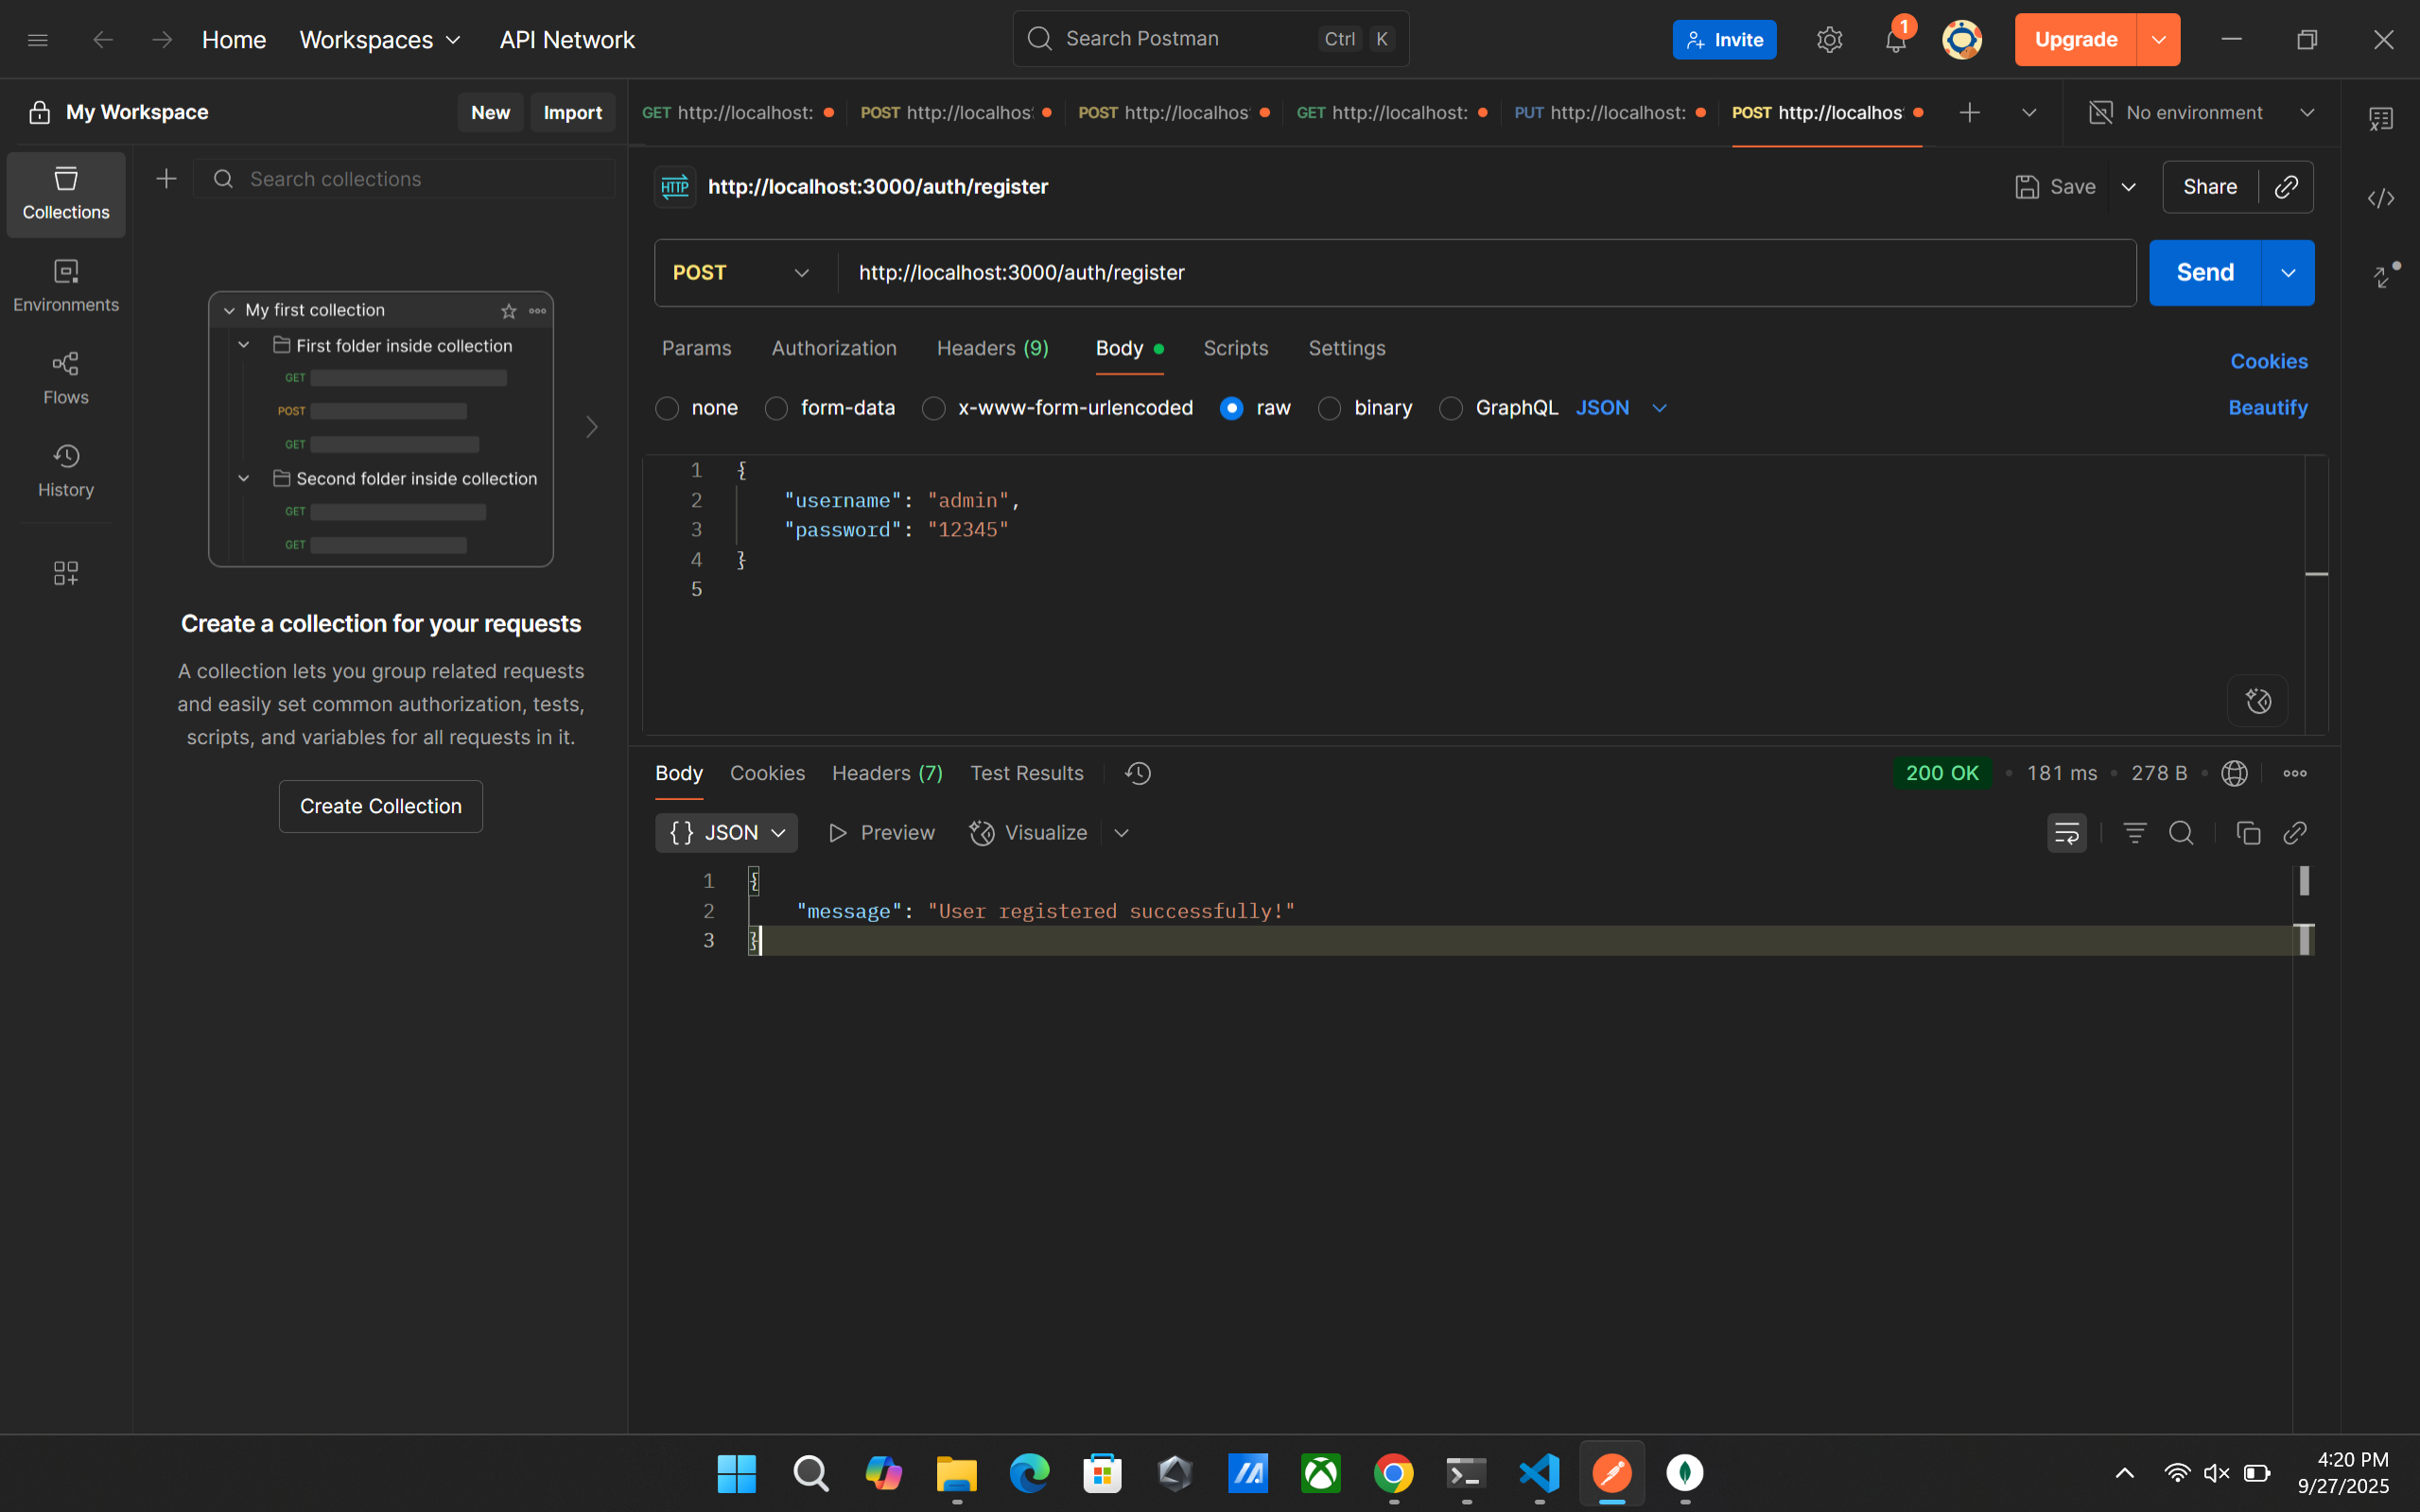 Home Workspaces API Network Search Postman Ctrl K Invite 1 Upgrade
My Workspace New Import GET http://localhost: POST http://localhos POST http://localhos GET http://localhost: PUT http://localhost: POST http://localhos No environment
Search collections
Collections
Environments
Flows
History
My first collection
First folder inside collection
GET
POST
GET
Second folder inside collection
GET
GET
Create a collection for your requests
A collection lets you group related requests
and easily set common authorization, tests,
scripts, and variables for all requests in it.
Create Collection
HTTP http://localhost:3000/auth/register Save Share
POST http://localhost:3000/auth/register Send
Params Authorization Headers (9) Body Scripts Settings Cookies
none form-data x-www-form-urlencoded raw binary GraphQL JSON Beautify
1 {
2 "username": "admin",
3 "password": "12345"
4 }
5
Body Cookies Headers (7) Test Results 200 OK • 181 ms • 278 B •
{} JSON Preview Visualize
1 {
2 "message": "User registered successfully!"
3 }
4:20 PM
9/27/2025